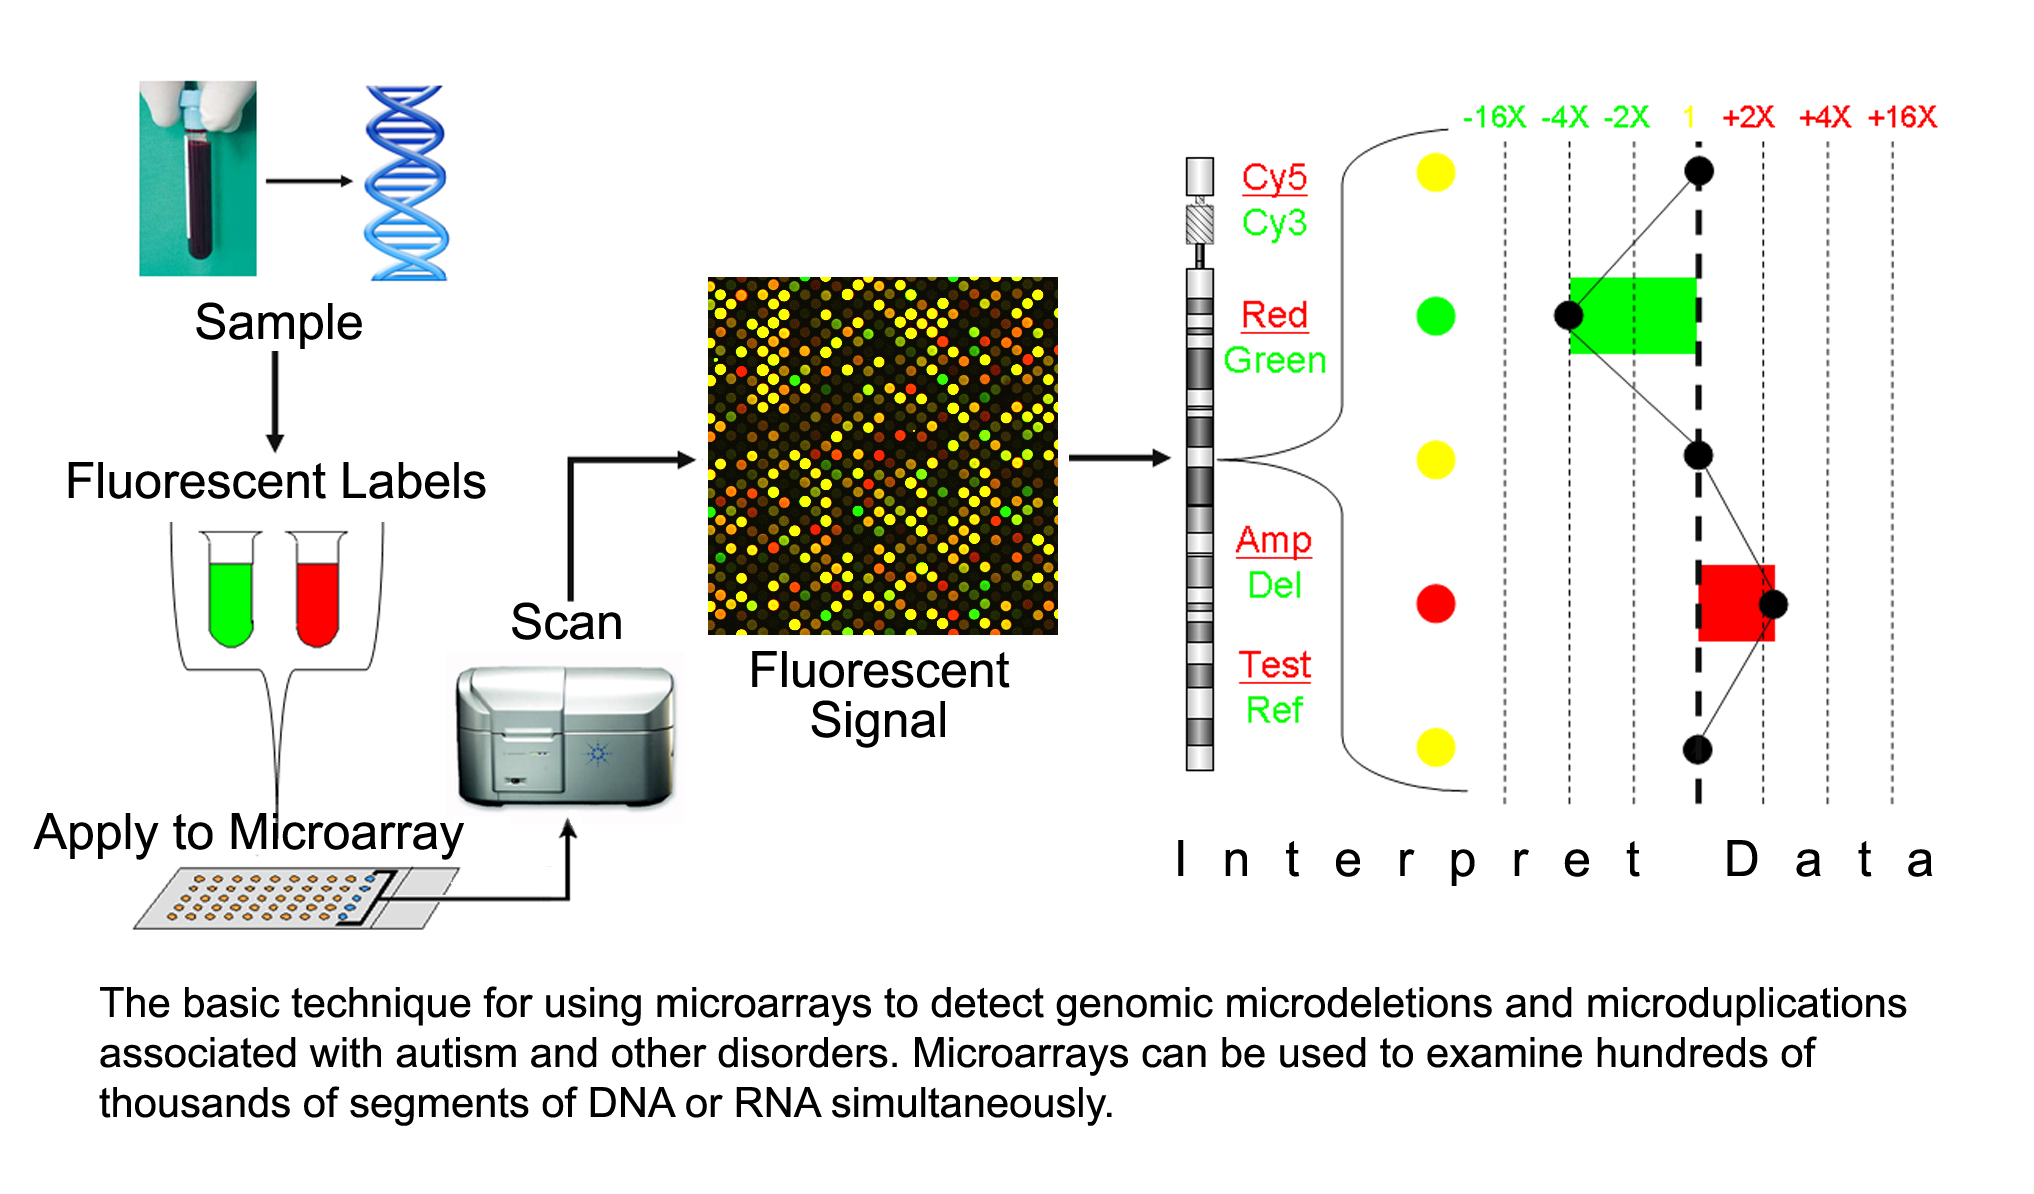 Sample
Fluorescent Labels
Apply to Microarray
Scan
Fluorescent
Signal
Cy5
Cy3
Red
Green
Amp
Del
Test
Ref
-16X -4X -2X 1 +2X +4X +16X
Interpret Data
The basic technique for using microarrays to detect genomic microdeletions and microduplications
associated with autism and other disorders. Microarrays can be used to examine hundreds of
thousands of segments of DNA or RNA simultaneously.